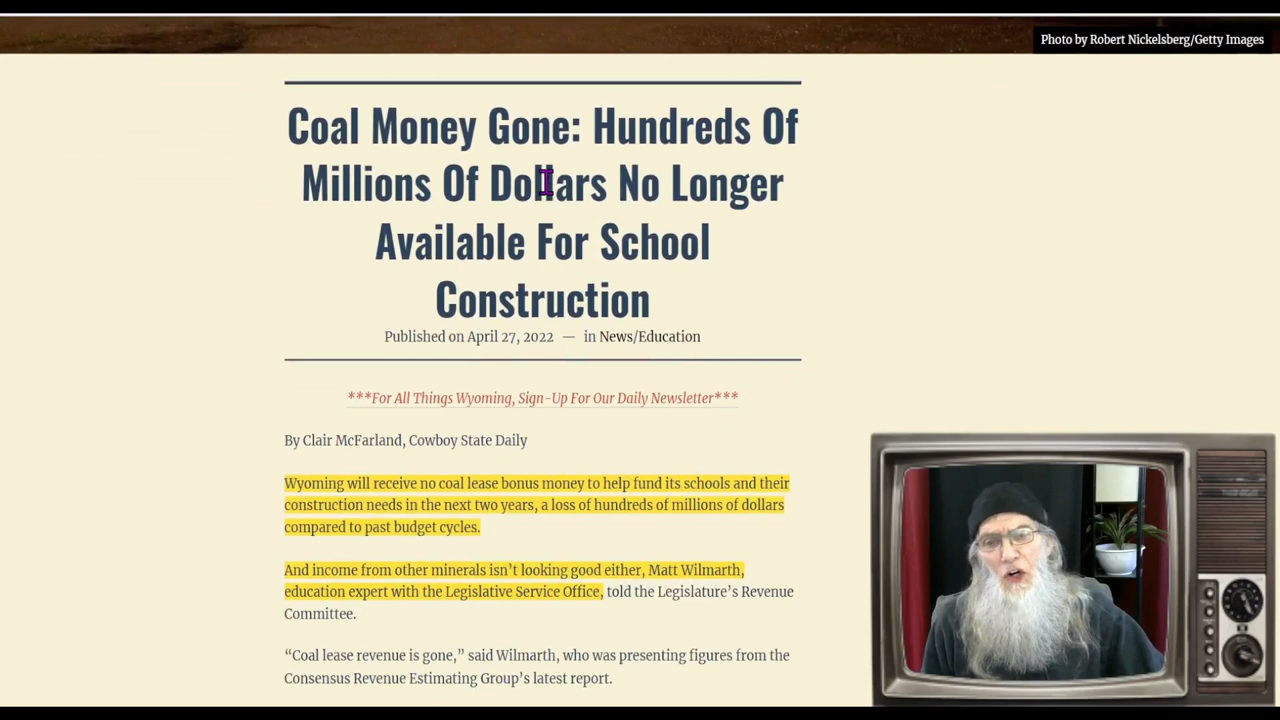 Photo by Robert Nickelsberg/Getty Images
Coal Money Gone: Hundreds Of
Millions Of Dollars No Longer
Available For School
Construction
Published on April 27, 2022 — in News/Education
***For All Things Wyoming, Sign-Up For Our Daily Newsletter***
By Clair McFarland, Cowboy State Daily
Wyoming will receive no coal lease bonus money to help fund its schools and their
construction needs in the next two years, a loss of hundreds of millions of dollars
compared to past budget cycles.
And income from other minerals isn’t looking good either, Matt Wilmarth,
education expert with the Legislative Service Office, told the Legislature’s Revenue
Committee.
“Coal lease revenue is gone,” said Wilmarth, who was presenting figures from the
Consensus Revenue Estimating Group’s latest report.